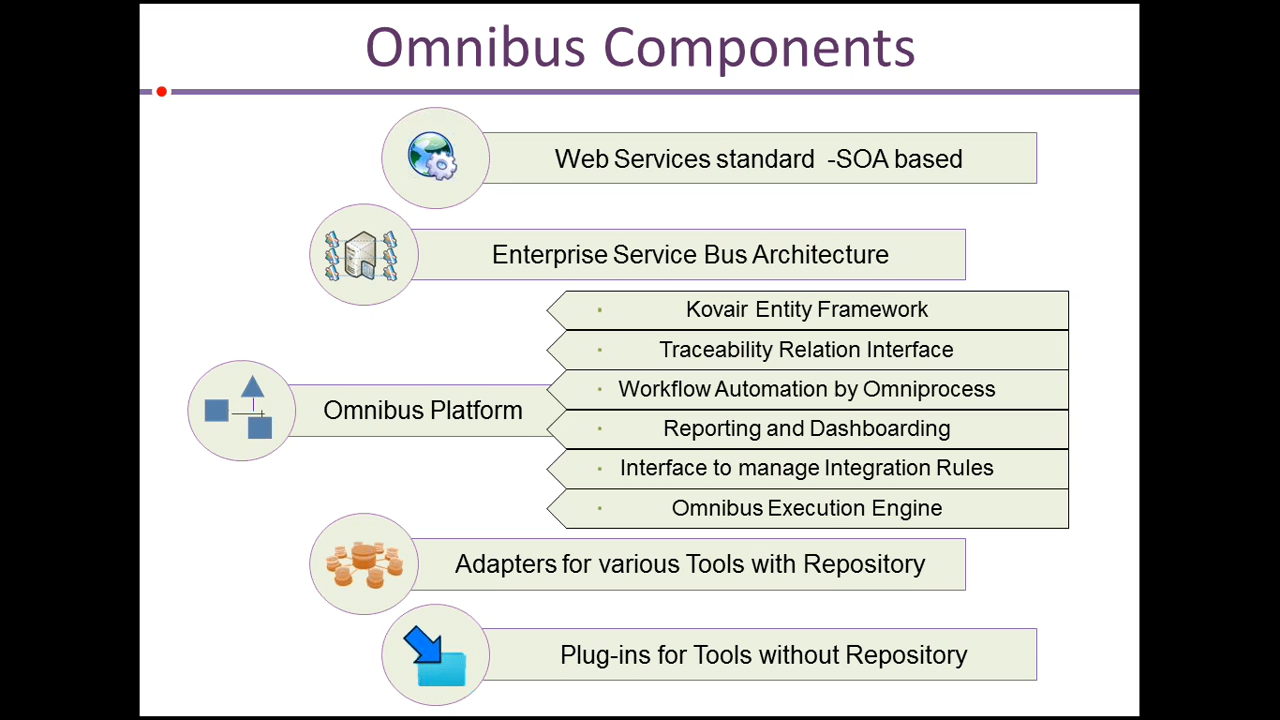 Omnibus Components
Web Services standard -SOA based
Enterprise Service Bus Architecture
• Kovair Entity Framework
• Traceability Relation Interface
Omnibus Platform
• Workflow Automation by Omniprocess
• Reporting and Dashboarding
• Interface to manage Integration Rules
• Omnibus Execution Engine
Adapters for various Tools with Repository
Plug-ins for Tools without Repository